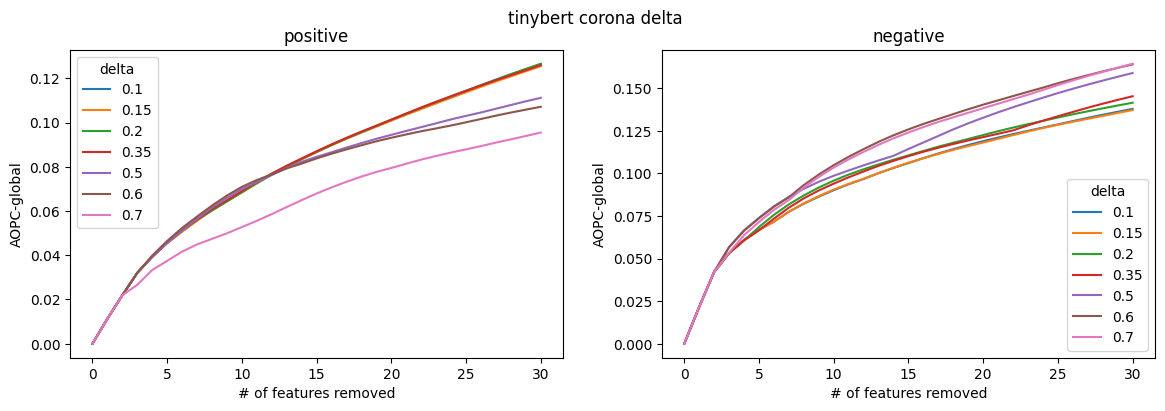 tinybert corona delta
positive
delta
0.1
0.15
0.2
0.35
0.5
0.6
0.7
0.12
0.10
0.08
0.06
0.04
0.02
0.00
AOPC-global
0 5 10 15 20 25 30
# of features removed
negative
0.150
0.125
0.100
0.075
0.050
0.025
0.000
AOPC-global
delta
0.1
0.15
0.2
0.35
0.5
0.6
0.7
0 5 10 15 20 25 30
# of features removed